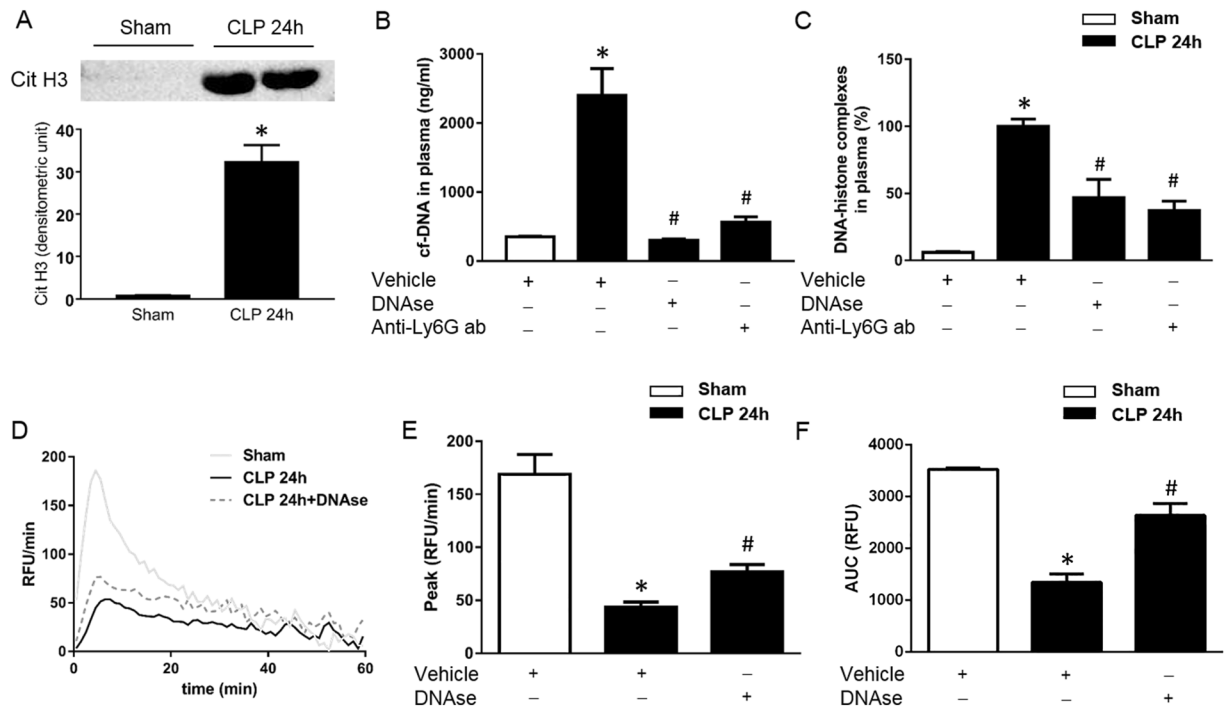 A
Sham
CLP 24h
Cit H3
Cit H3 (densitometric unit)
40
30
20
10
0
*
Sham
CLP 24h
B
cf-DNA in plasma (ng/ml)
3000
2000
1000
0
*
#
#
Vehicle + + – –
DNAse – – + –
Anti-Ly6G ab – – – +
C
Sham
CLP 24h
DNA-histone complexes
in plasma (%)
150
100
50
0
*
#
#
Vehicle + + – –
DNAse – – + –
Anti-Ly6G ab – – – +
D
Sham
CLP 24h
CLP 24h+DNAse
RFU/min
200
150
100
50
0
0 20 40 60
time (min)
E
Sham
CLP 24h
Peak (RFU/min)
200
150
100
50
0
*
#
Vehicle + + –
DNAse – – +
F
Sham
CLP 24h
AUC (RFU)
4000
3000
2000
1000
0
*
#
Vehicle + + –
DNAse – – +